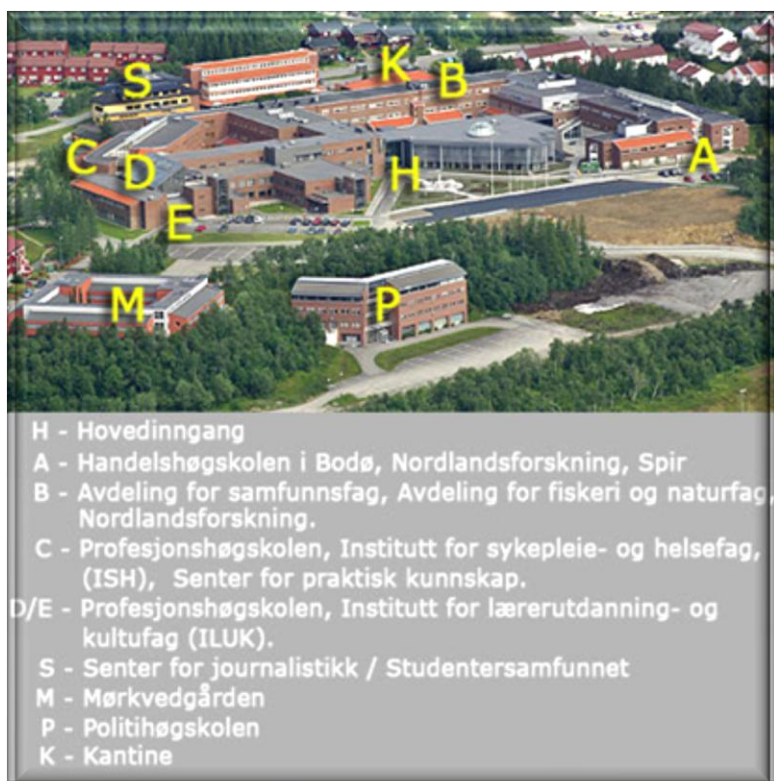 S
K
B
C
D
H
A
E
M
P
H - Hovedinngang
A - Handelshøgskolen i Bodø, Nordlandsforskning, Spir
B - Avdeling for samfunnsfag, Avdeling for fiskeri og naturfag,
Nordlandsforskning.
C - Profesjonshøgskolen, Institutt for sykepleie- og helsefag,
(ISH), Senter for praktisk kunnskap.
D/E - Profesjonshøgskolen, Institutt for lærerutdanning- og
kultufag (ILUK).
S - Senter for journalistikk / Studentersamfunnet
M - Mørkvedgården
P - Politihøgskolen
K - Kantine